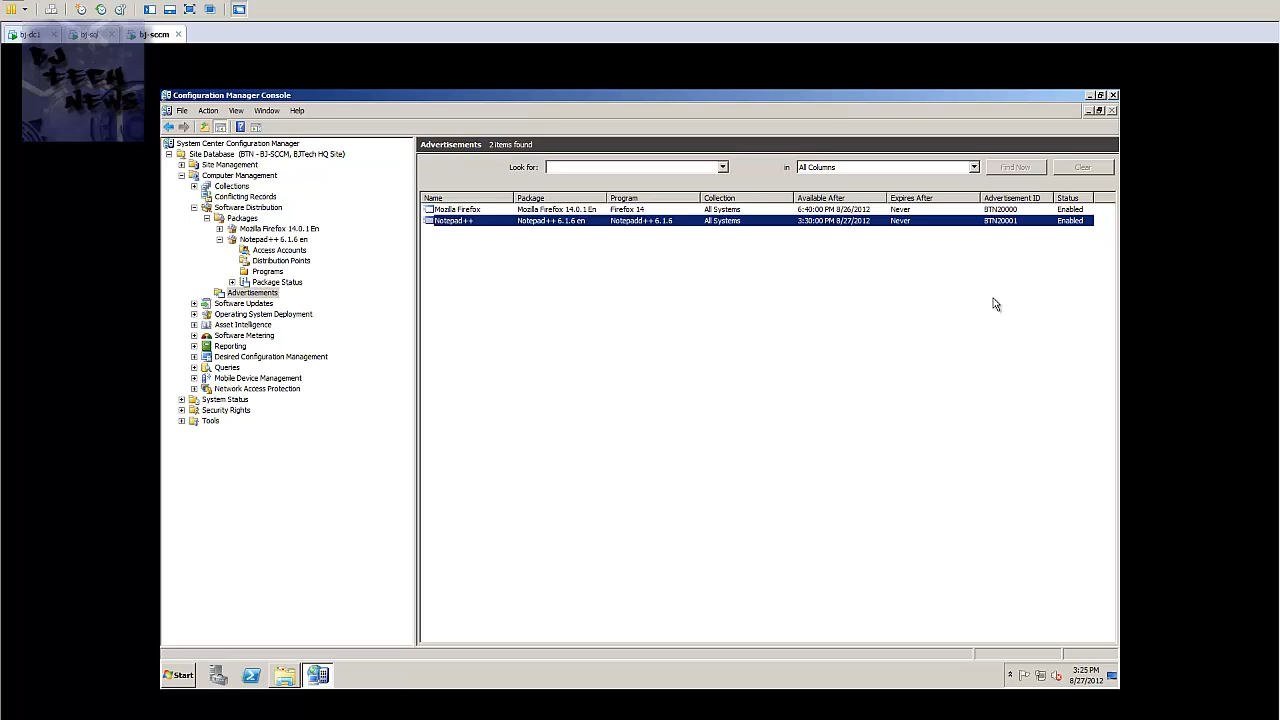 bj-dc1
bj-sql
bj-sccm
BJ
TECH
NEWS
Configuration Manager Console
File Action View Window Help
System Center Configuration Manager
Site Database (BTN - BJ-SCCM, BJTech HQ Site)
Site Management
Computer Management
Collections
Conflicting Records
Software Distribution
Packages
Mozilla Firefox 14.0.1 En
Notepad++ 6.1.6 en
Access Accounts
Distribution Points
Programs
Package Status
Advertisements
Software Updates
Operating System Deployment
Asset Intelligence
Software Metering
Reporting
Desired Configuration Management
Queries
Mobile Device Management
Network Access Protection
System Status
Security Rights
Tools
Advertisements 2 items found
Look for: in All Columns Find Now Clear
Name Package Program Collection Available After Expires After Advertisement ID Status
Mozilla Firefox Mozilla Firefox 14.0.1 En Firefox 14 All Systems 6:40:00 PM 8/26/2012 Never BTN20000 Enabled
Notepad++ Notepad++ 6.1.6 en Notepadd++ 6.1.6 All Systems 3:30:00 PM 8/27/2012 Never BTN20001 Enabled
Start
3:25 PM
8/27/2012